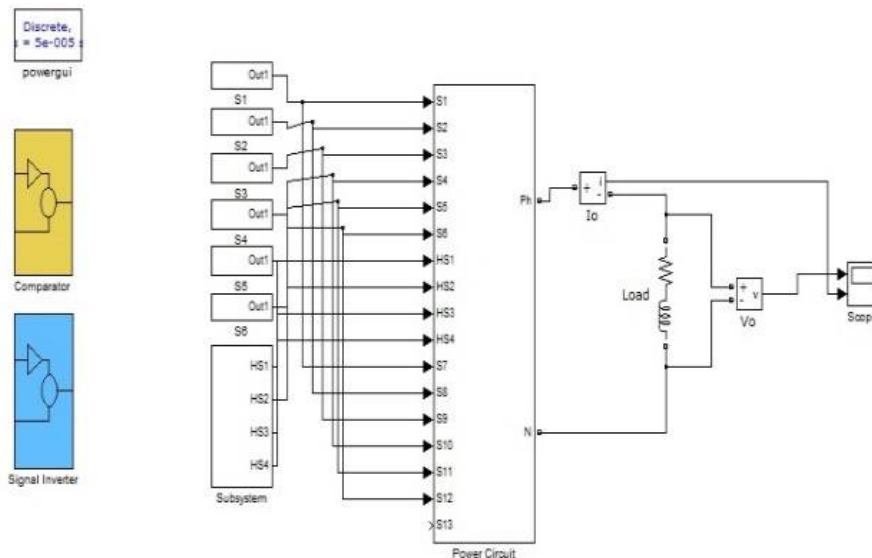 Discrete,
= 5e-005
powergui
Comparator
Signal Inverter
Out1
S1
Out1
S2
Out1
S3
Out1
S4
Out1
S5
Out1
S6
HS1
HS2
HS3
HS4
Subsystem
S1
S2
S3
S4
S5
S6
HS1
HS2
HS3
HS4
S7
S8
S9
S10
S11
S12
S13
Ph
N
Power Circuit
+
-
i
Io
Load
+
-
v
Vo
Scop